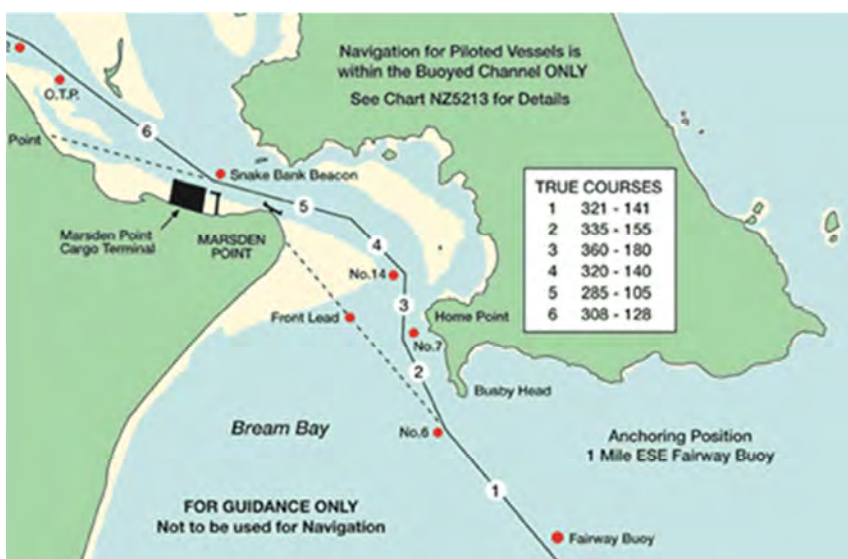 Navigation for Piloted Vessels is
within the Buoyed Channel ONLY
See Chart NZ5213 for Details
2
O.T.P.
6
Point
Snake Bank Beacon
5
Marsden Point
Cargo Terminal
MARSDEN
POINT
4
No.14
3
Front Lead
Home Point
No.7
2
Busby Head
TRUE COURSES
1 321 - 141
2 335 - 155
3 360 - 180
4 320 - 140
5 285 - 105
6 308 - 128
Bream Bay
No.6
Anchoring Position
1 Mile ESE Fairway Buoy
1
FOR GUIDANCE ONLY
Not to be used for Navigation
Fairway Buoy